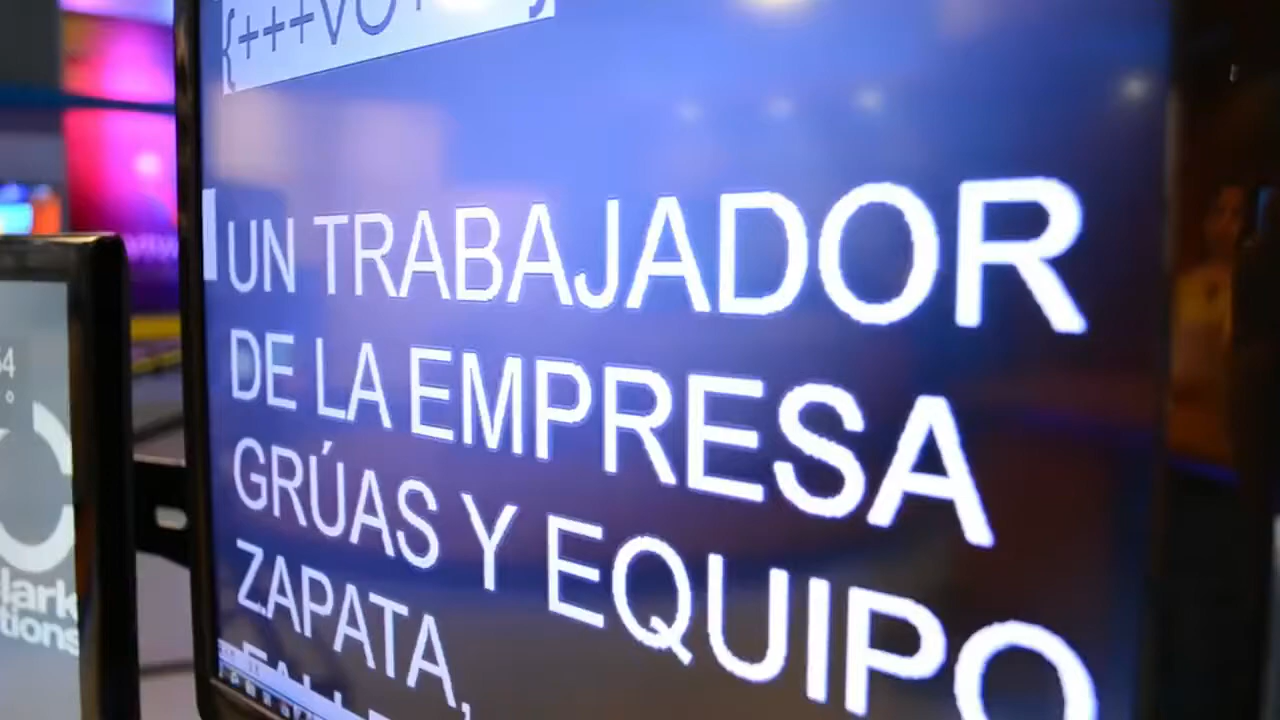 UN TRABAJADOR
DE LA EMPRESA
GRÚAS Y EQUIPO
ZAPATA,